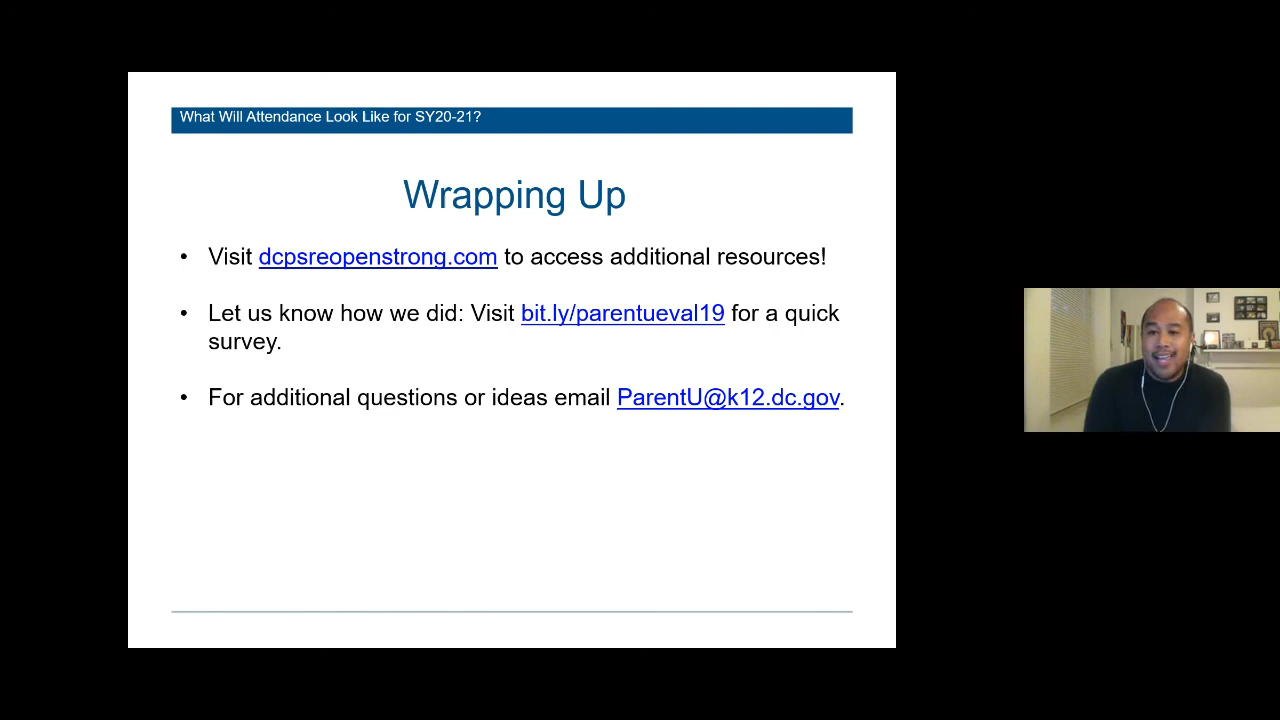 What Will Attendance Look Like for SY20-21?
Wrapping Up
• Visit dcpsreopenstrong.com to access additional resources!
• Let us know how we did: Visit bit.ly/parentueval19 for a quick
survey.
• For additional questions or ideas email ParentU@k12.dc.gov.